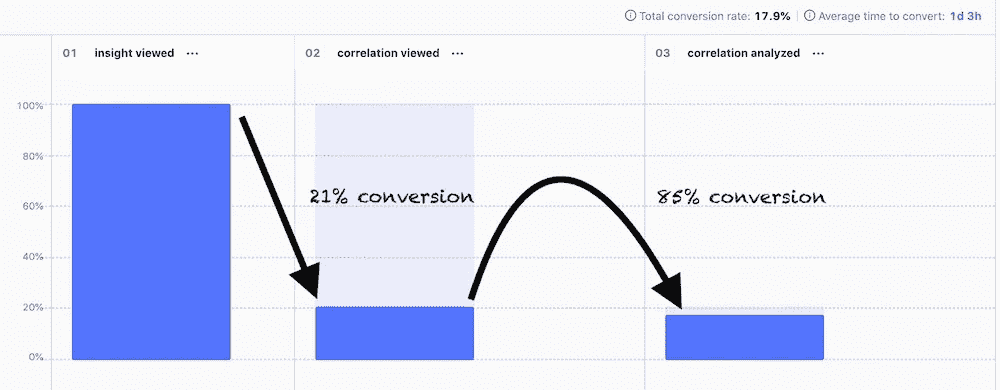 Total conversion rate: 17.9% Average time to convert: 1d 3h
01 insight viewed ...
02 correlation viewed ...
03 correlation analyzed ...
100%
80%
60%
40%
20%
0%
21% conversion
85% conversion